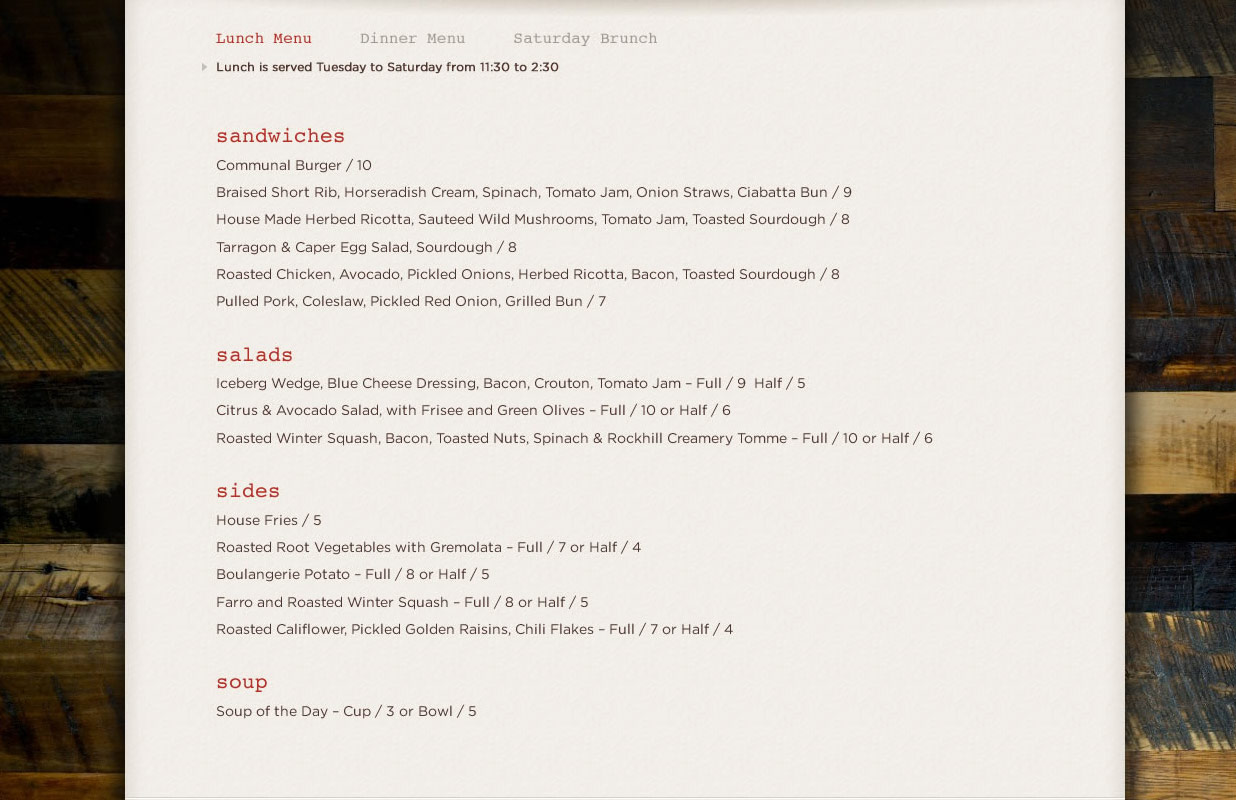 Lunch Menu Dinner Menu Saturday Brunch
Lunch is served Tuesday to Saturday from 11:30 to 2:30
sandwiches
Communal Burger / 10
Braised Short Rib, Horseradish Cream, Spinach, Tomato Jam, Onion Straws, Ciabatta Bun / 9
House Made Herbed Ricotta, Sauteed Wild Mushrooms, Tomato Jam, Toasted Sourdough / 8
Tarragon & Caper Egg Salad, Sourdough / 8
Roasted Chicken, Avocado, Pickled Onions, Herbed Ricotta, Bacon, Toasted Sourdough / 8
Pulled Pork, Coleslaw, Pickled Red Onion, Grilled Bun / 7
salads
Iceberg Wedge, Blue Cheese Dressing, Bacon, Crouton, Tomato Jam – Full / 9  Half / 5
Citrus & Avocado Salad, with Frisee and Green Olives – Full / 10 or Half / 6
Roasted Winter Squash, Bacon, Toasted Nuts, Spinach & Rockhill Creamery Tomme – Full / 10 or Half / 6
sides
House Fries / 5
Roasted Root Vegetables with Gremolata – Full / 7 or Half / 4
Boulangerie Potato – Full / 8 or Half / 5
Farro and Roasted Winter Squash – Full / 8 or Half / 5
Roasted Califlower, Pickled Golden Raisins, Chili Flakes – Full / 7 or Half / 4
soup
Soup of the Day – Cup / 3 or Bowl / 5